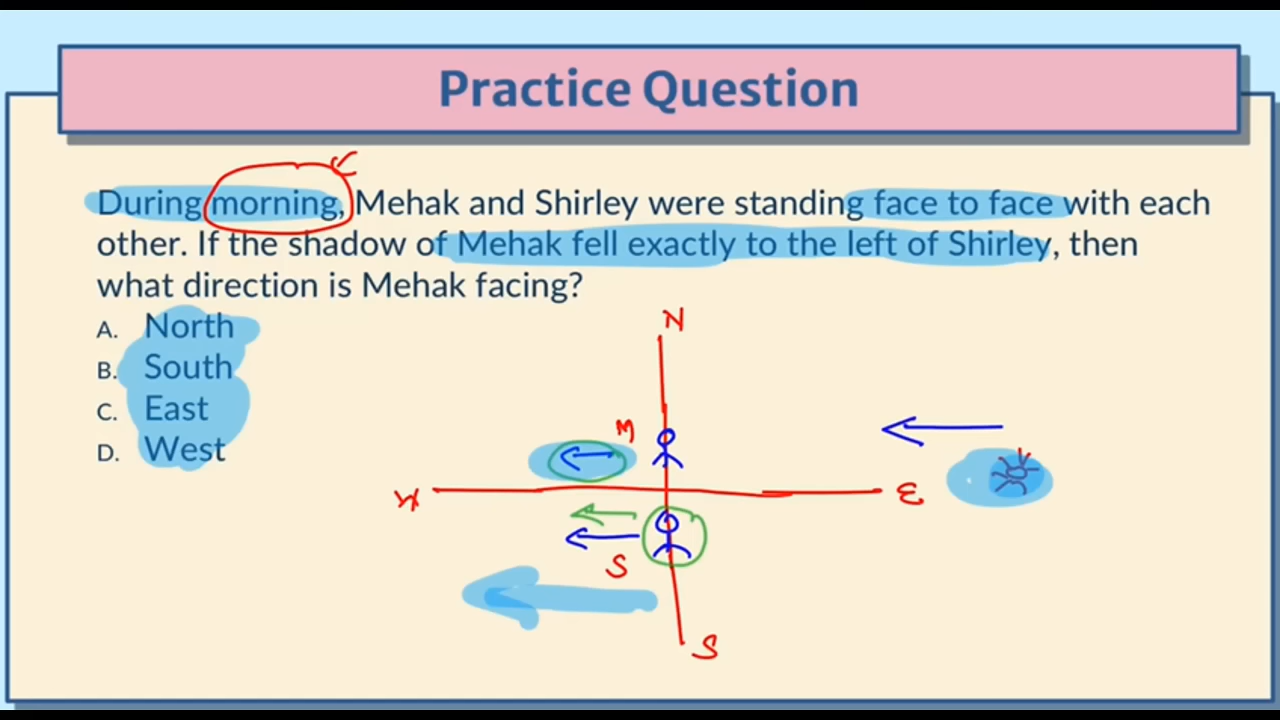 Practice Question
During morning, Mehak and Shirley were standing face to face with each
other. If the shadow of Mehak fell exactly to the left of Shirley, then
what direction is Mehak facing?
A. North
B. South
C. East
D. West
N
M
W
E
S
S